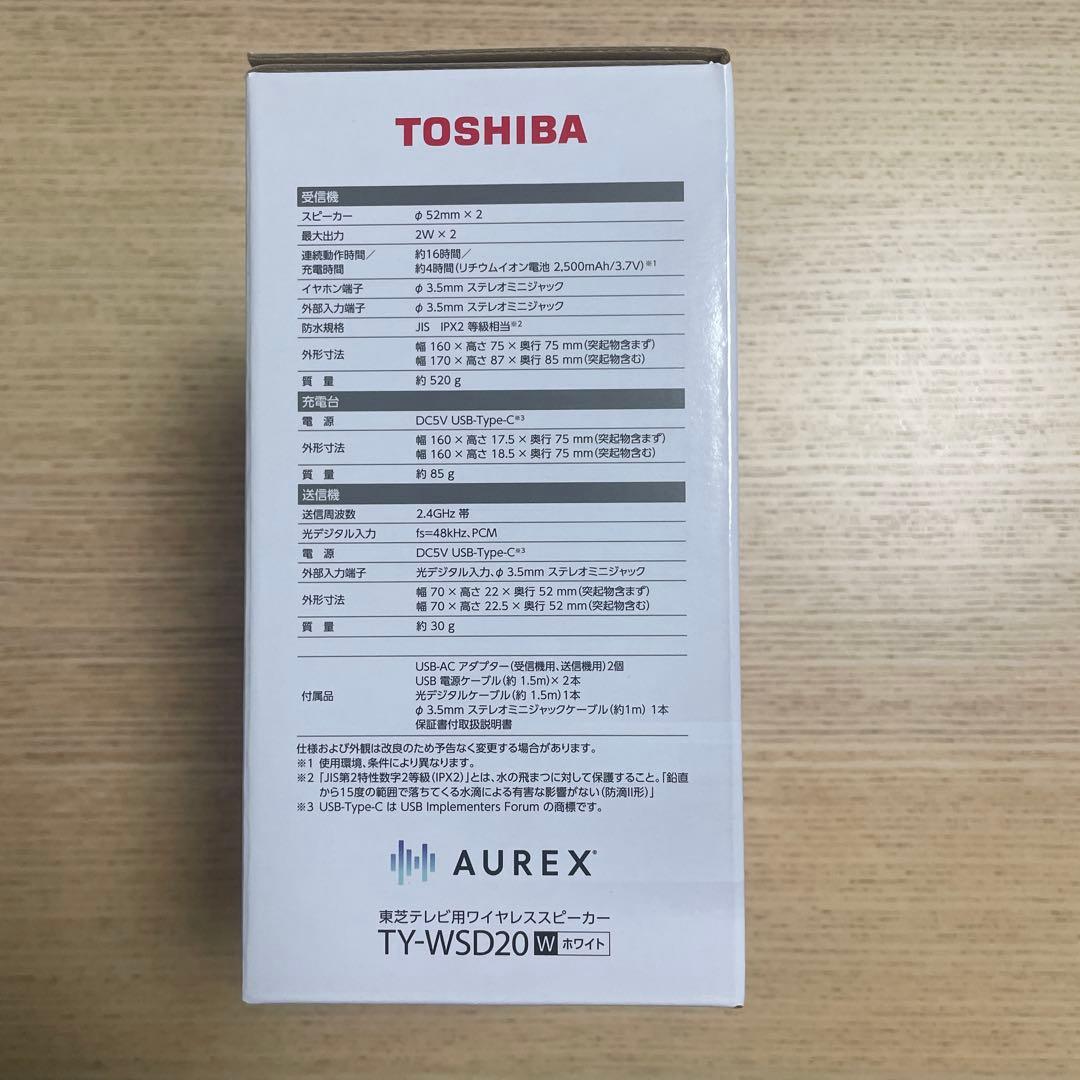 TOSHIBA
受信機
スピーカー φ 52mm × 2
最大出力 2W × 2
連続動作時間／ 約16時間／
充電時間 約4時間（リチウムイオン電池 2,500mAh/3.7V）※1
イヤホン端子 φ 3.5mm ステレオミニジャック
外部入力端子 φ 3.5mm ステレオミニジャック
防水規格 JIS IPX2 等級相当※2
外形寸法 幅 160 × 高さ 75 × 奥行 75 mm（突起物含まず）
幅 170 × 高さ 87 × 奥行 85 mm（突起物含む）
質 量 約 520 g
充電台
電 源 DC5V USB-Type-C※3
外形寸法 幅 160 × 高さ 17.5 × 奥行 75 mm（突起物含まず）
幅 160 × 高さ 18.5 × 奥行 75 mm（突起物含む）
質 量 約 85 g
送信機
送信周波数 2.4GHz 帯
光デジタル入力 fs=48kHz、PCM
電 源 DC5V USB-Type-C※3
外部入力端子 光デジタル入力、φ 3.5mm ステレオミニジャック
外形寸法 幅 70 × 高さ 22 × 奥行 52 mm（突起物含まず）
幅 70 × 高さ 22.5 × 奥行 52 mm（突起物含む）
質 量 約 30 g
付属品 USB-AC アダプター（受信機用、送信機用）2個
USB 電源ケーブル（約 1.5m）× 2本
光デジタルケーブル（約 1.5m）1本
φ 3.5mm ステレオミニジャックケーブル（約1m） 1本
保証書付取扱説明書
仕様および外観は改良のため予告なく変更する場合があります。
※1 使用環境、条件により異なります。
※2 「JIS第2特性数字2等級（IPX2）」とは、水の飛まつに対して保護すること。「鉛直
から15度の範囲で落ちてくる水滴による有害な影響がない（防滴II形）」
※3 USB-Type-C は USB Implementers Forum の商標です。
AUREX®
東芝テレビ用ワイヤレススピーカー
TY-WSD20 W ホワイト